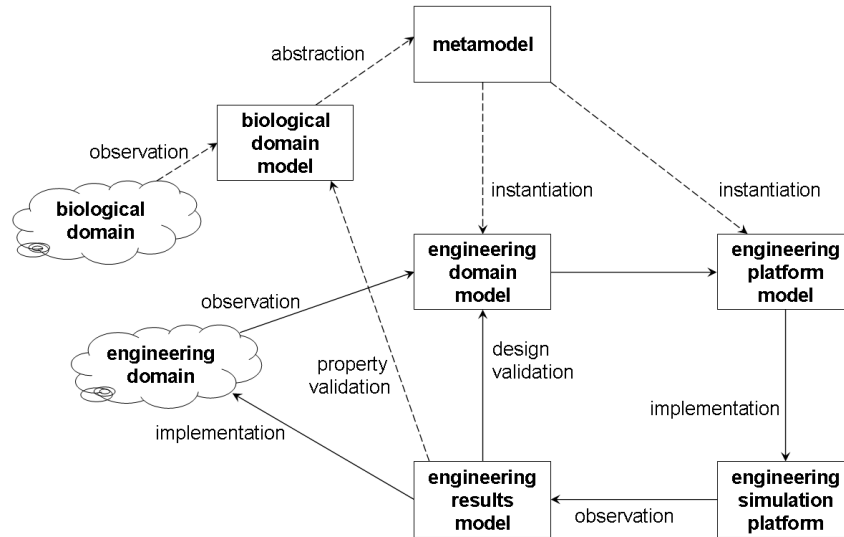 metamodel
abstraction
biological
domain
model
observation
biological
domain
instantiation
instantiation
engineering
domain
model
engineering
platform
model
observation
engineering
domain
property
validation
design
validation
implementation
implementation
engineering
results
model
observation
engineering
simulation
platform